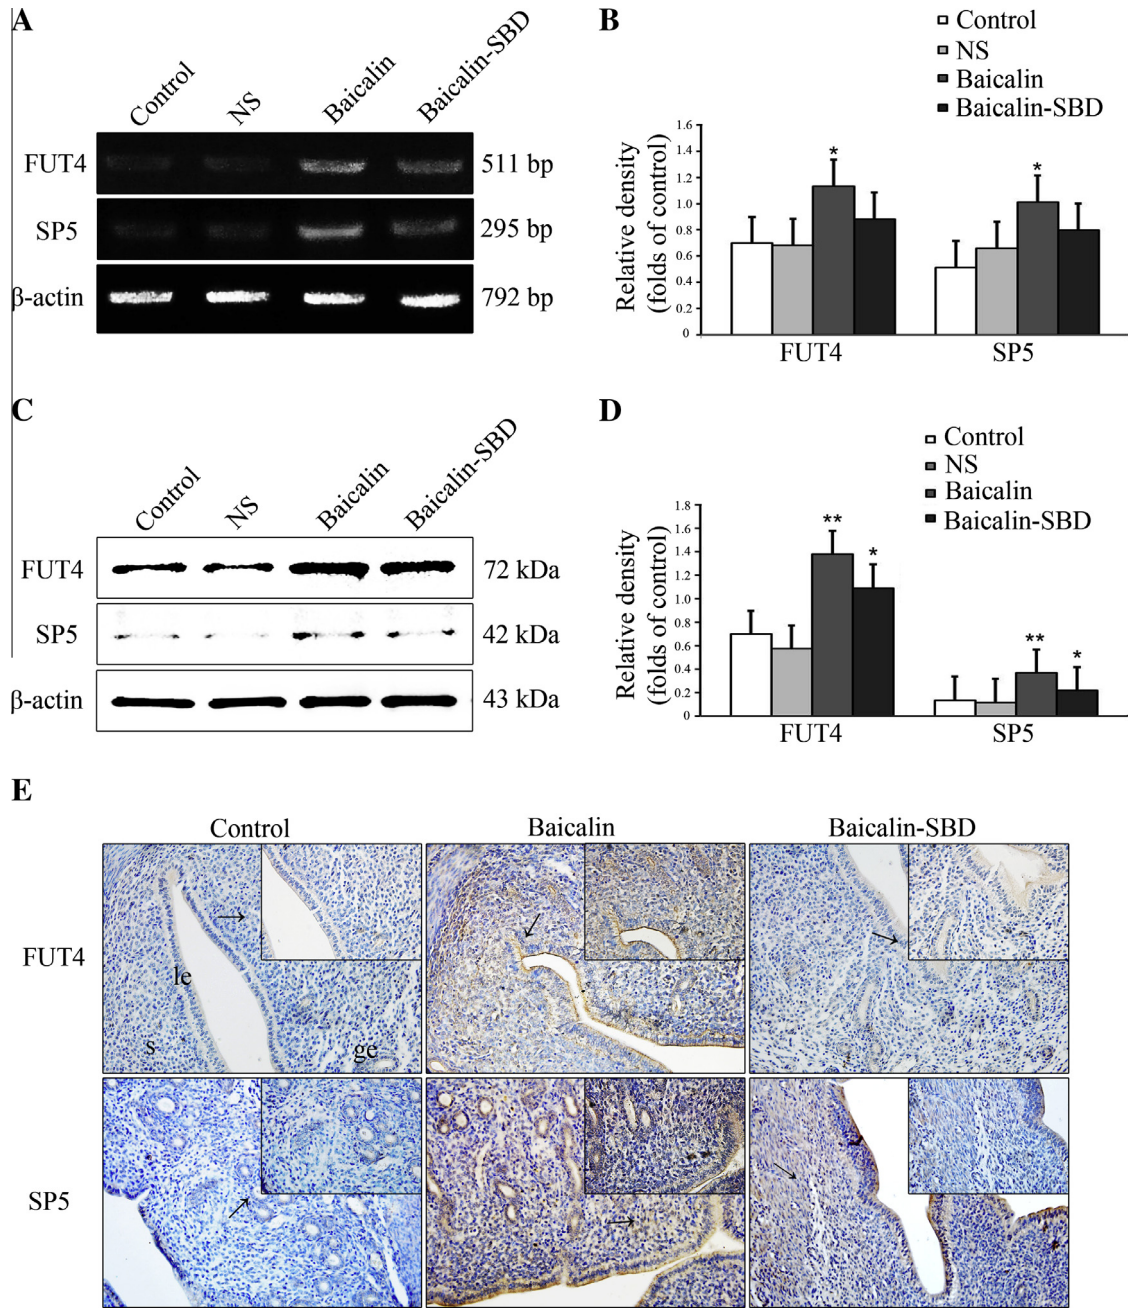 A
Control
NS
Baicalin
Baicalin-SBD
FUT4
511 bp
SP5
295 bp
β-actin
792 bp
B
Control
NS
Baicalin
Baicalin-SBD
Relative density
(folds of control)
1.6
1.4
1.2
1.0
0.8
0.6
0.4
0.2
0
*
*
FUT4
SP5
C
Control
NS
Baicalin
Baicalin-SBD
FUT4
72 kDa
SP5
42 kDa
β-actin
43 kDa
D
Control
NS
Baicalin
Baicalin-SBD
Relative density
(folds of control)
1.8
1.6
1.4
1.2
1.0
0.8
0.6
0.4
0.2
0
**
*
**
*
FUT4
SP5
E
Control
Baicalin
Baicalin-SBD
FUT4
le
s
ge
SP5